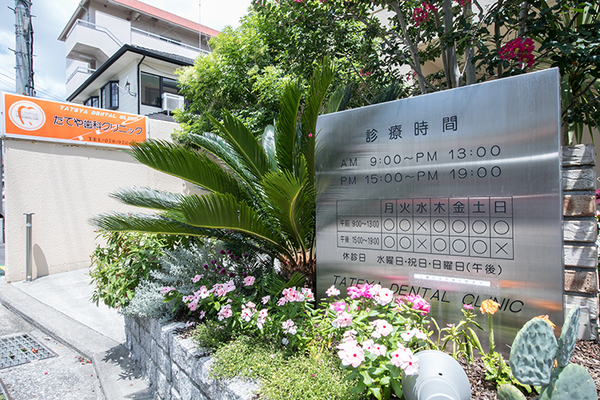 TATEYA DENTAL CLINIC
たてや歯科クリニック
診療時間
AM 9:00～PM 13:00
PM 15:00～PM 19:00
月火水木金土日
午前 9:00～13:00 ○○×○○○○
午後 15:00～19:00 ○○×○○○×
休診日 水曜日・祝日・日曜日(午後)
TATSUYA DENTAL CLINIC